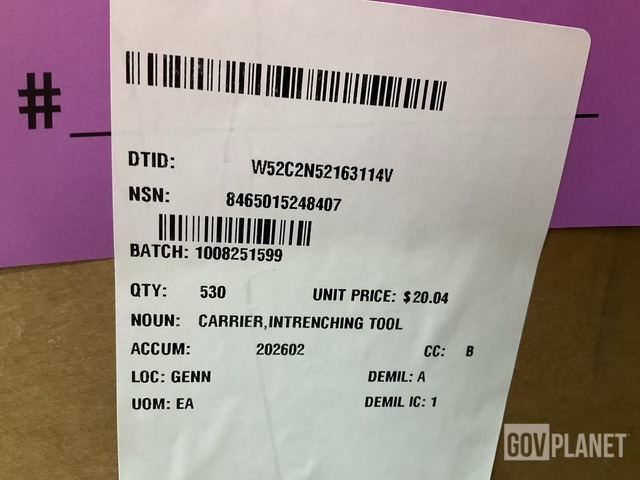 #
DTID: W52C2N52163114V
NSN: 8465015248407
BATCH: 1008251599
QTY: 530 UNIT PRICE: $20.04
NOUN: CARRIER,INTRENCHING TOOL
ACCUM: 202602 CC: B
LOC: GENN DEMIL: A
UOM: EA DEMIL IC: 1
GOVPLANET